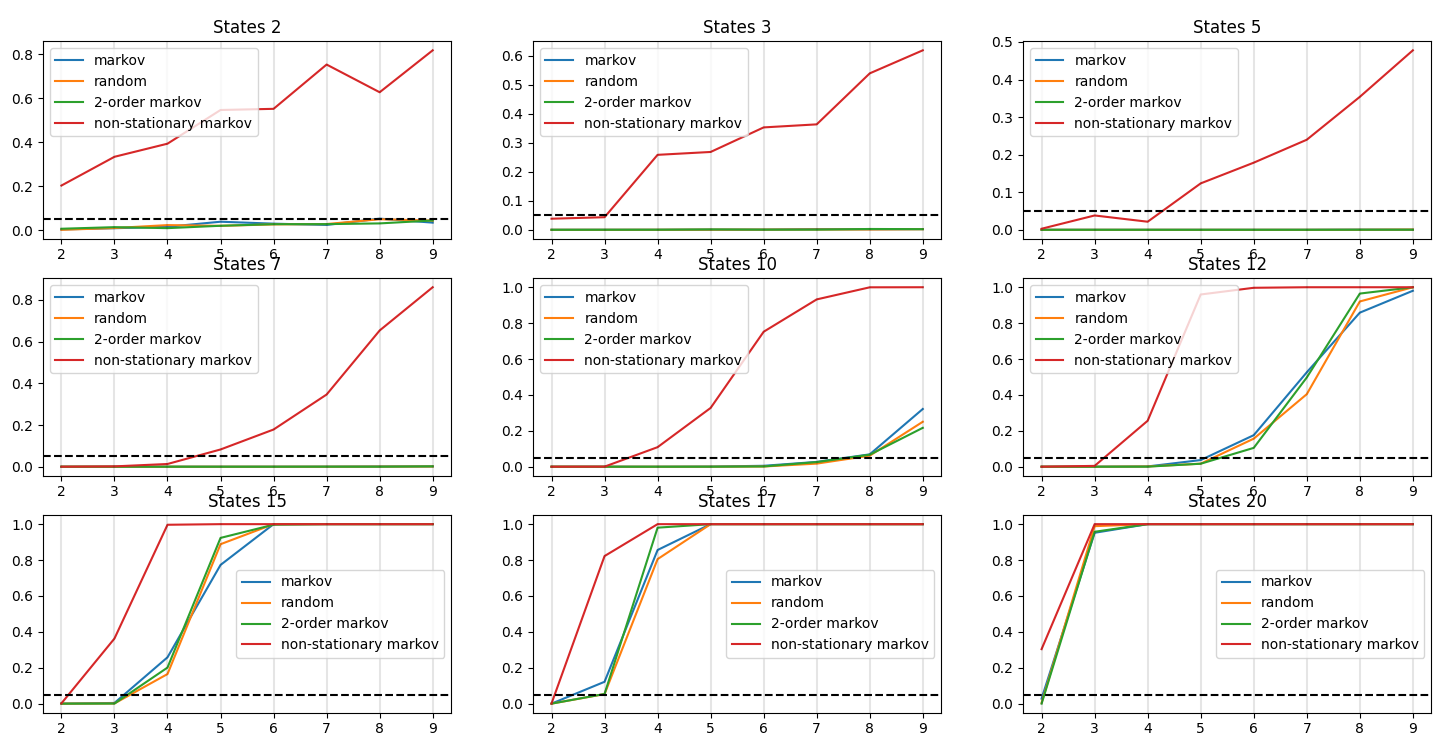 States 2
0.8
0.6
0.4
0.2
0.0
markov
random
2-order markov
non-stationary markov
2 3 4 5 6 7 8 9
States 3
0.6
0.5
0.4
0.3
0.2
0.1
0.0
markov
random
2-order markov
non-stationary markov
2 3 4 5 6 7 8 9
States 5
0.5
0.4
0.3
0.2
0.1
0.0
markov
random
2-order markov
non-stationary markov
2 3 4 5 6 7 8 9
States 7
0.8
0.6
0.4
0.2
0.0
markov
random
2-order markov
non-stationary markov
2 3 4 5 6 7 8 9
States 10
1.0
0.8
0.6
0.4
0.2
0.0
markov
random
2-order markov
non-stationary markov
2 3 4 5 6 7 8 9
States 12
1.0
0.8
0.6
0.4
0.2
0.0
markov
random
2-order markov
non-stationary markov
2 3 4 5 6 7 8 9
States 15
1.0
0.8
0.6
0.4
0.2
0.0
markov
random
2-order markov
non-stationary markov
2 3 4 5 6 7 8 9
States 17
1.0
0.8
0.6
0.4
0.2
0.0
markov
random
2-order markov
non-stationary markov
2 3 4 5 6 7 8 9
States 20
1.0
0.8
0.6
0.4
0.2
0.0
markov
random
2-order markov
non-stationary markov
2 3 4 5 6 7 8 9